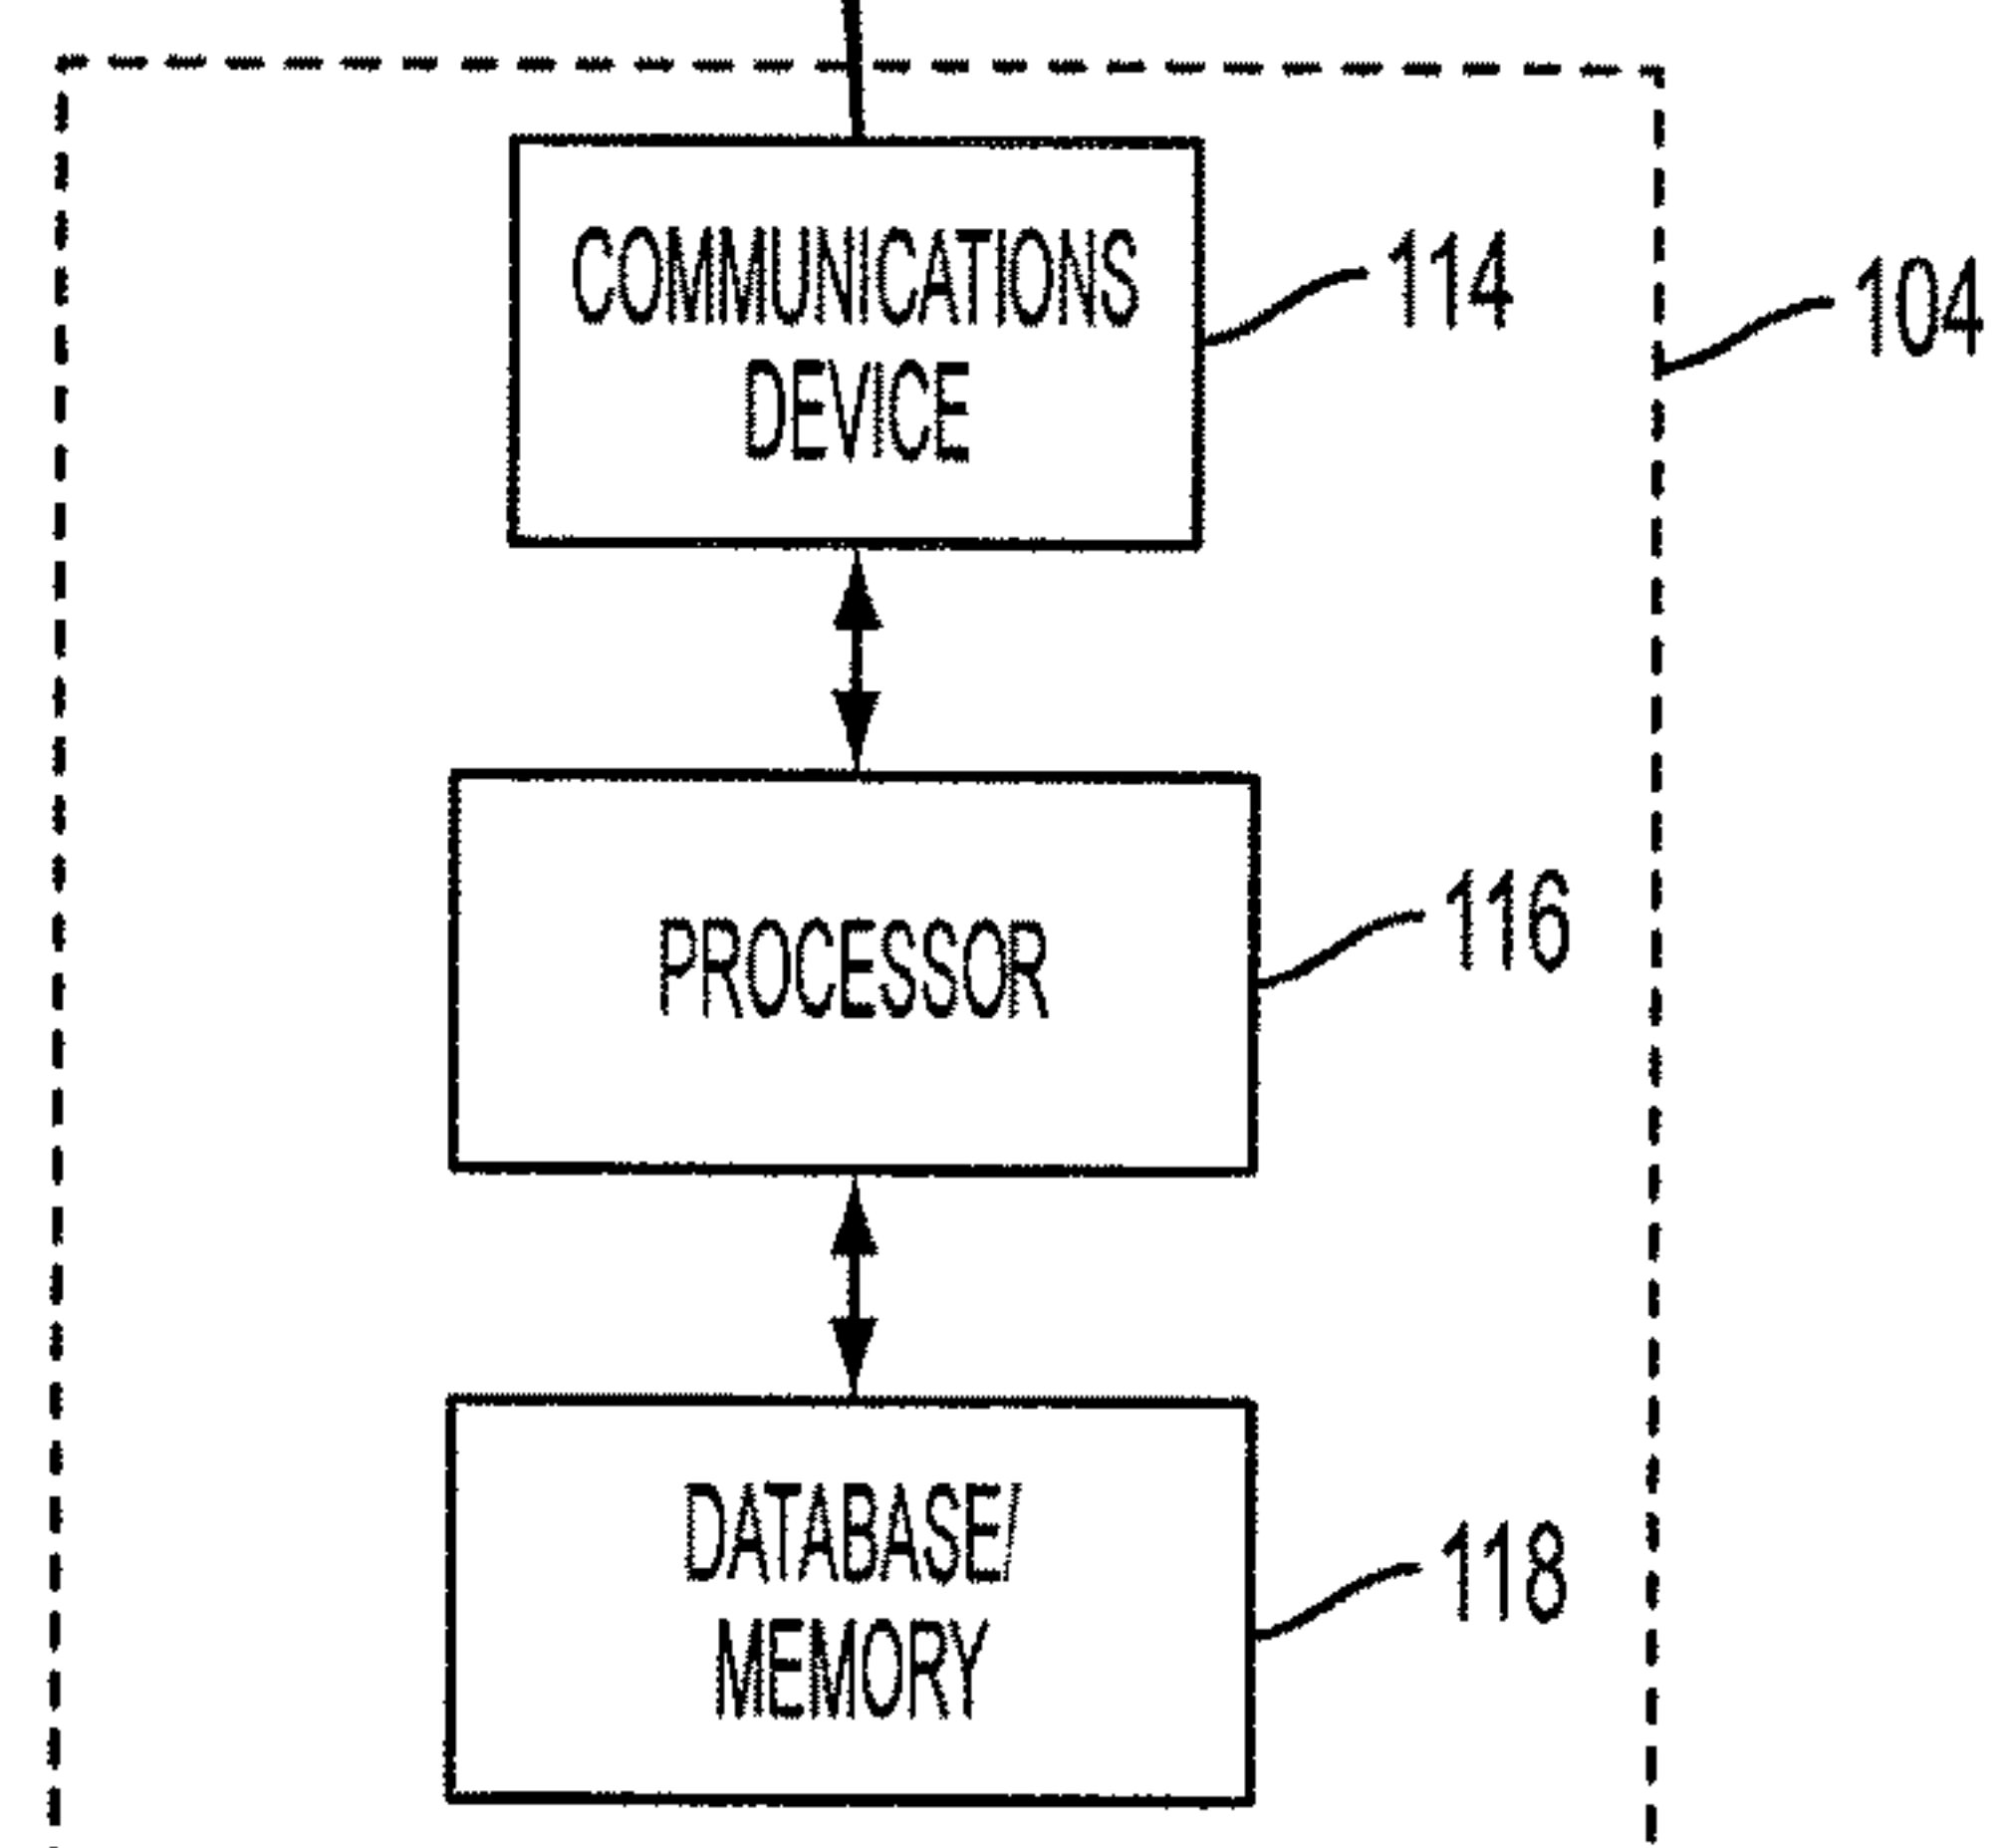 COMMUNICATIONS
DEVICE
114
104
PROCESSOR
116
DATABASE/
MEMORY
118